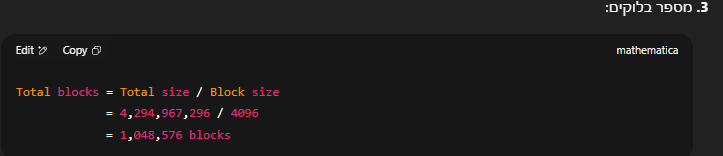 3. מספר בלוקים:
Edit Copy mathematica
Total blocks = Total size / Block size
= 4,294,967,296 / 4096
= 1,048,576 blocks